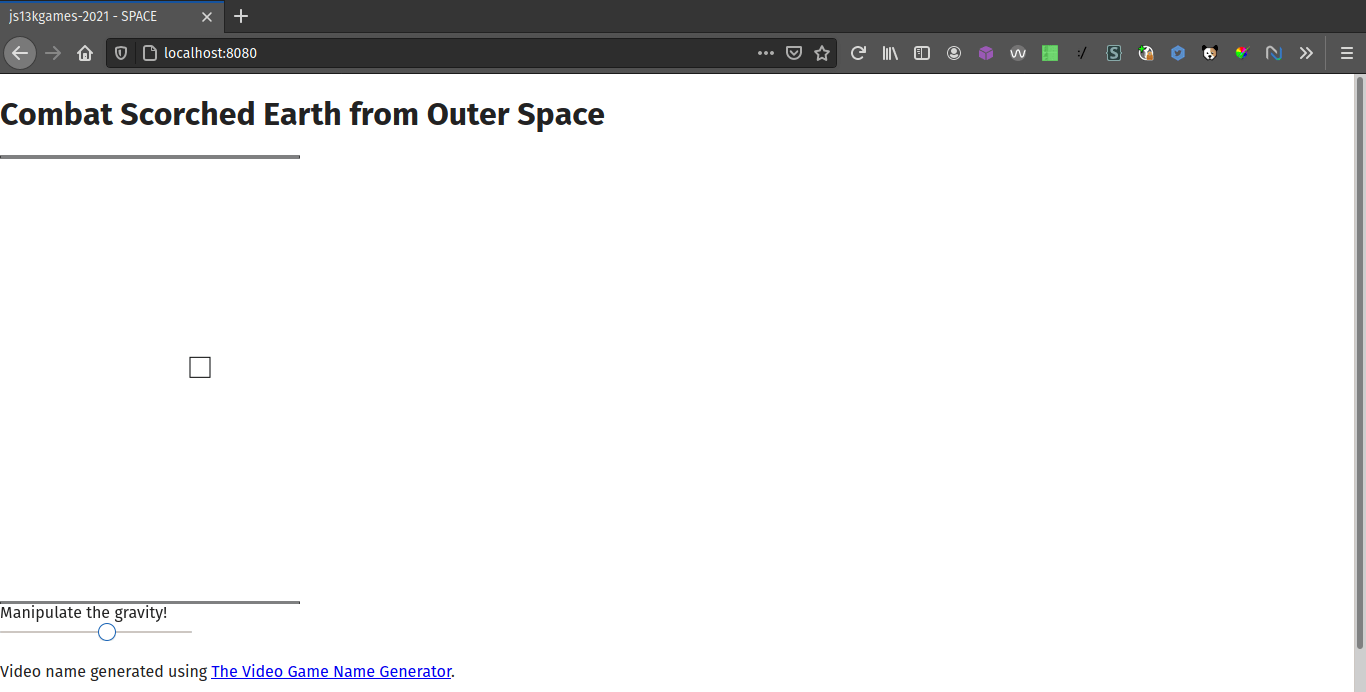 js13kgames-2021 - SPACE
localhost:8080
Combat Scorched Earth from Outer Space
Manipulate the gravity!
Video name generated using The Video Game Name Generator.